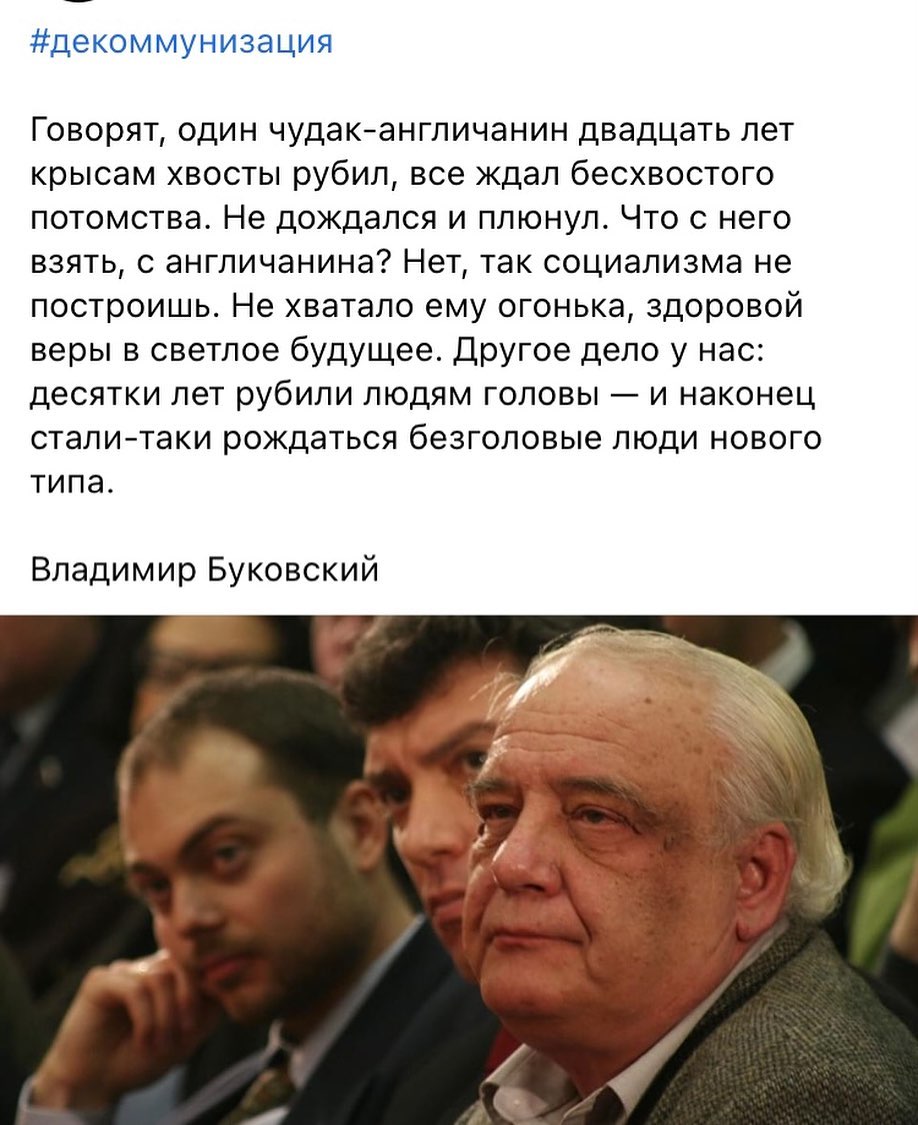 #декоммунизация
Говорят, один чудак-англичанин двадцать лет
крысам хвосты рубил, все ждал бесхвостого
потомства. Не дождался и плюнул. Что с него
взять, с англичанина? Нет, так социализма не
построишь. Не хватало ему огонька, здоровой
веры в светлое будущее. Другое дело у нас:
десятки лет рубили людям головы — и наконец
стали-таки рождаться безголовые люди нового
типа.
Владимир Буковский